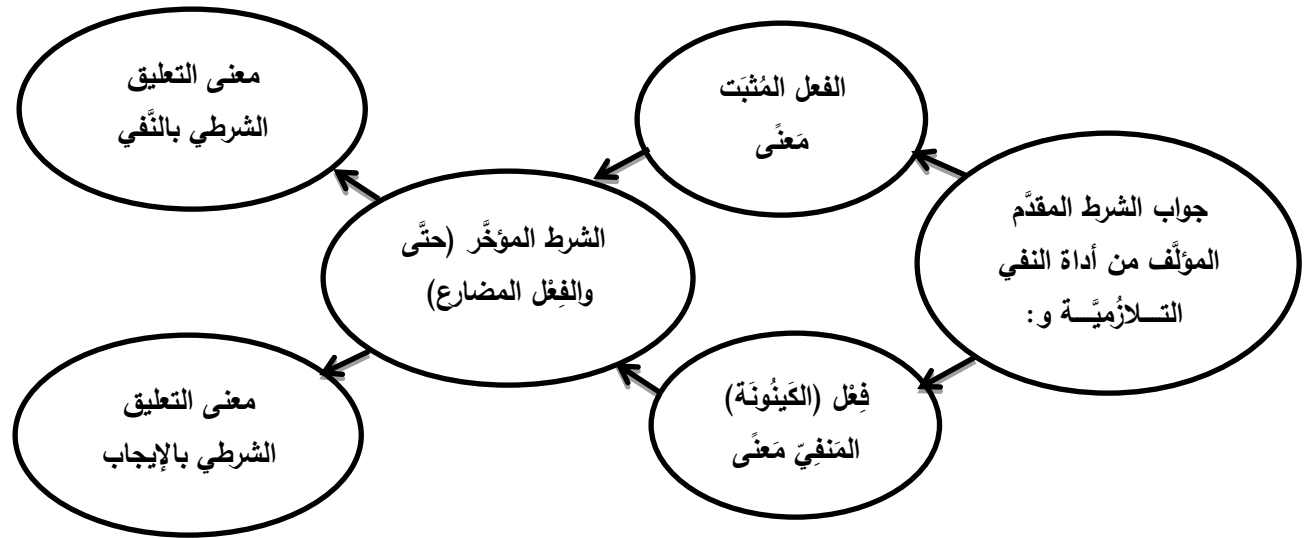 جواب الشرط المقدَّم
المؤلَّف من أداة النفي
التـــلازُميَّـــة و:
الفعل المُثبَت
مَعنًى
فِعْل (الكَينُونَة)
المَنفِيّ مَعنًى
الشرط المؤخَّر (حتَّى
والفِعْل المضارع)
معنى التعليق
الشرطي بالنَّفي
معنى التعليق
الشرطي بالإيجاب